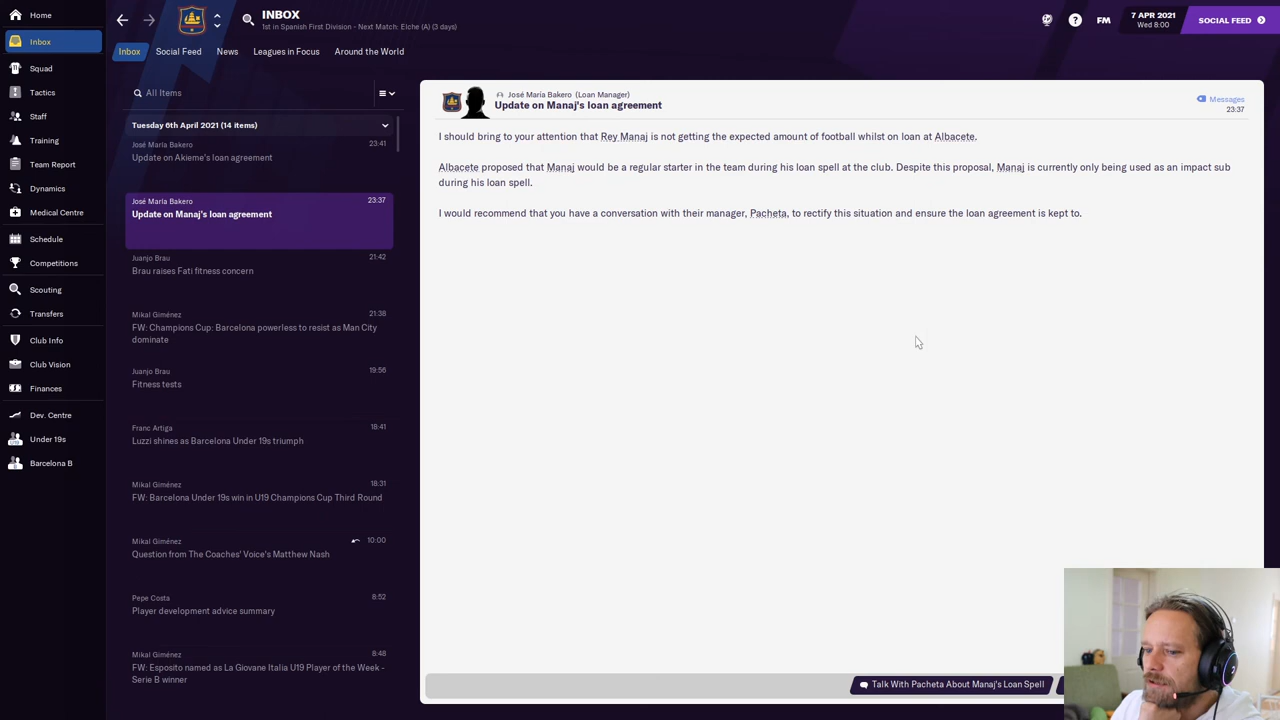 Home
Inbox
Squad
Tactics
Staff
Training
Team Report
Dynamics
Medical Centre
Schedule
Competitions
Scouting
Transfers
Club Info
Club Vision
Finances
Dev. Centre
Under 19s
Barcelona B
INBOX
1st in Spanish First Division - Next Match: Elche (A) (3 days)
FM
7 APR 2021
Wed 8:00
SOCIAL FEED
Inbox
Social Feed
News
Leagues in Focus
Around the World
All Items
Tuesday 6th April 2021 (14 items)
José María Bakero 23:41
Update on Akieme's loan agreement
José María Bakero 23:37
Update on Manaj's loan agreement
Juanjo Brau 21:42
Brau raises Fati fitness concern
Mikal Giménez 21:38
FW: Champions Cup: Barcelona powerless to resist as Man City
dominate
Juanjo Brau 19:56
Fitness tests
Franc Artiga 18:41
Luzzi shines as Barcelona Under 19s triumph
Mikal Giménez 18:31
FW: Barcelona Under 19s win in U19 Champions Cup Third Round
Mikal Giménez 10:00
Question from The Coaches' Voice's Matthew Nash
Pepe Costa 8:52
Player development advice summary
Mikal Giménez 8:48
FW: Esposito named as La Giovane Italia U19 Player of the Week -
Serie B winner
José María Bakero (Loan Manager)
Update on Manaj's loan agreement
Messages
23:37
I should bring to your attention that Rey Manaj is not getting the expected amount of football whilst on loan at Albacete.
Albacete proposed that Manaj would be a regular starter in the team during his loan spell at the club. Despite this proposal, Manaj is currently only being used as an impact sub
during his loan spell.
I would recommend that you have a conversation with their manager, Pacheta, to rectify this situation and ensure the loan agreement is kept to.
Talk With Pacheta About Manaj's Loan Spell